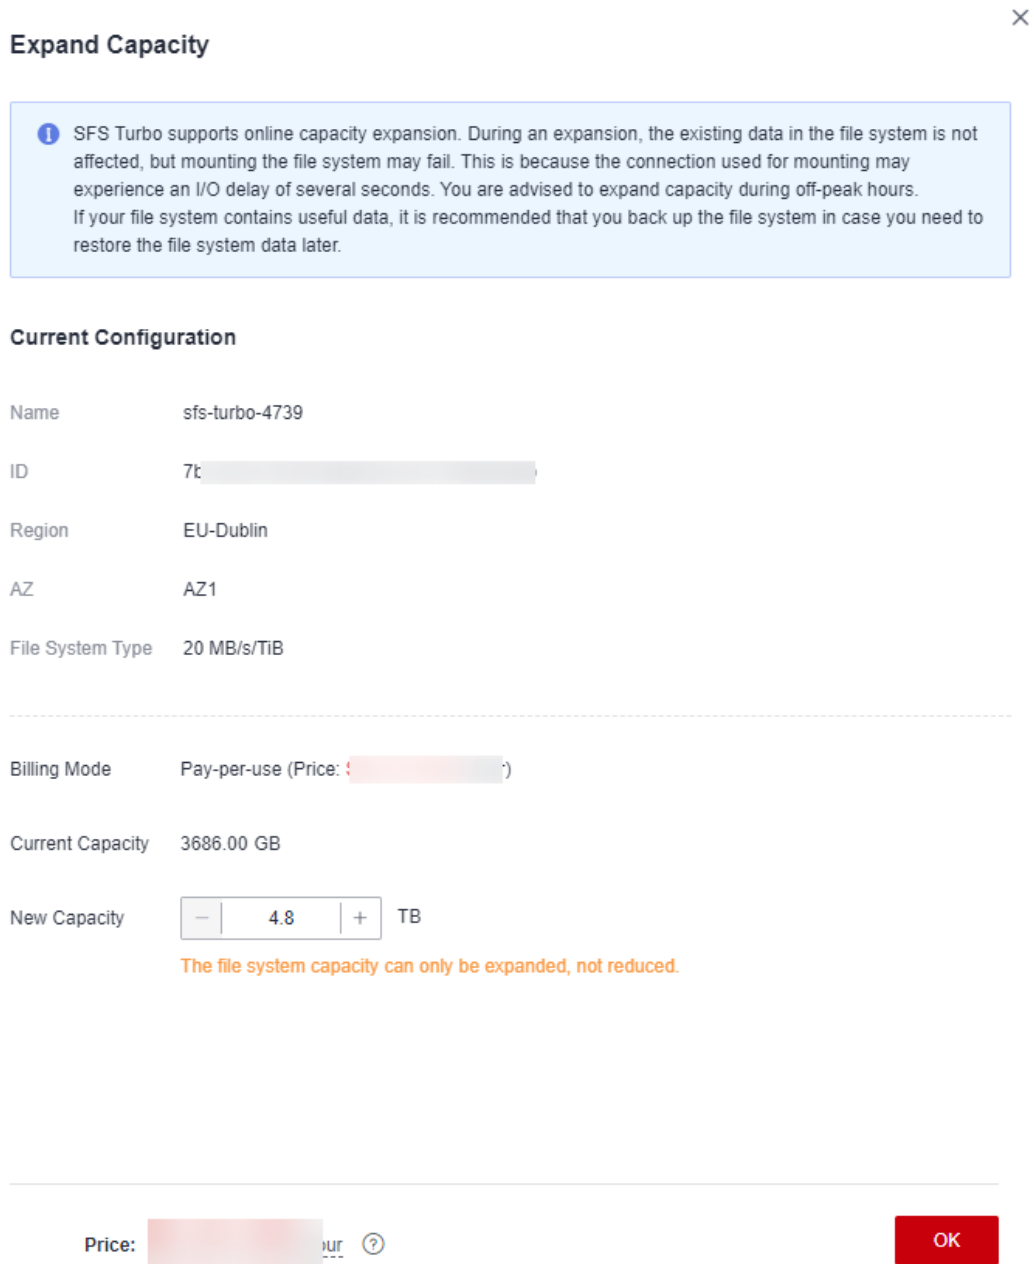 Expand Capacity
SFS Turbo supports online capacity expansion. During an expansion, the existing data in the file system is not
affected, but mounting the file system may fail. This is because the connection used for mounting may
experience an I/O delay of several seconds. You are advised to expand capacity during off-peak hours.
If your file system contains useful data, it is recommended that you back up the file system in case you need to
restore the file system data later.
Current Configuration
Name sfs-turbo-4739
ID
Region EU-Dublin
AZ AZ1
File System Type 20 MB/s/TiB
Billing Mode Pay-per-use (Price: )
Current Capacity 3686.00 GB
New Capacity − 4.8 + TB
The file system capacity can only be expanded, not reduced.
Price: ?
OK